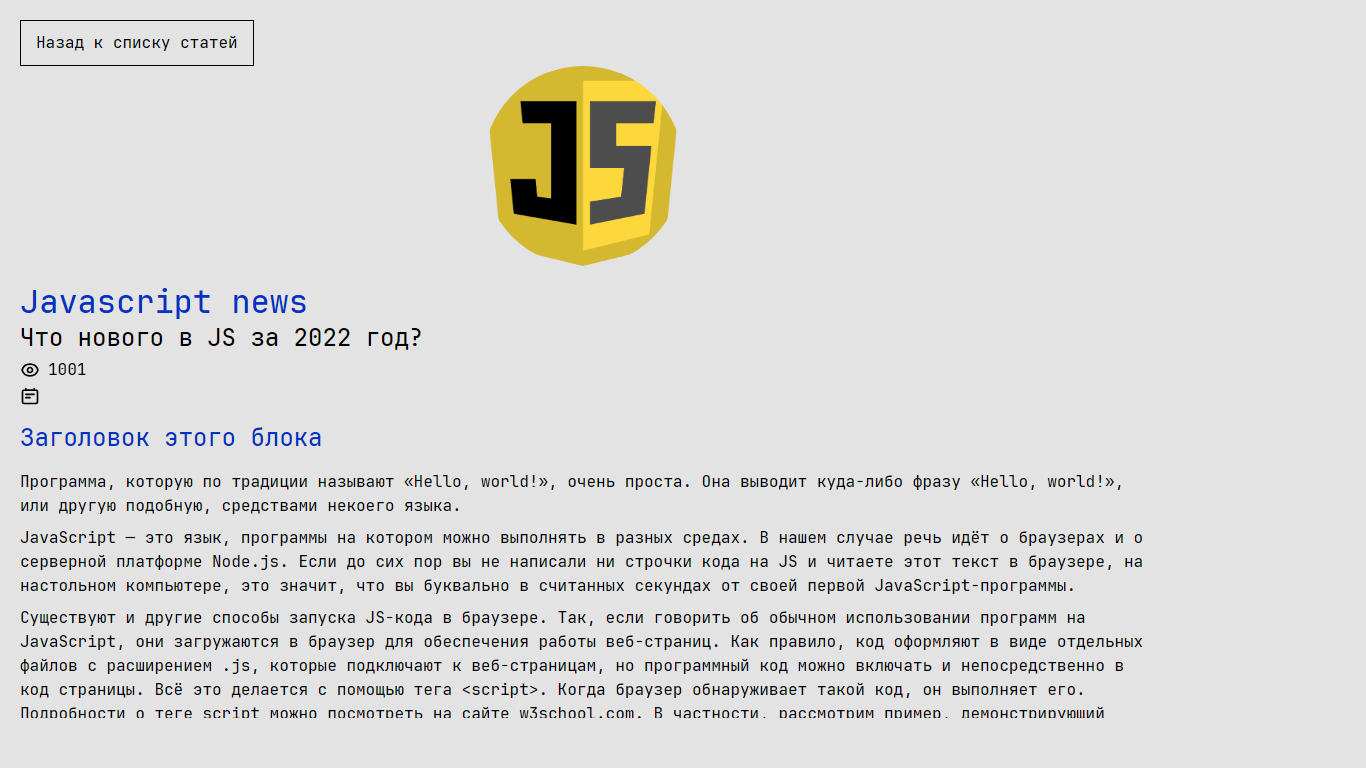 Назад к списку статей
JS
Javascript news
Что нового в JS за 2022 год?
1001
Заголовок этого блока
Программа, которую по традиции называют «Hello, world!», очень проста. Она выводит куда-либо фразу «Hello, world!»,
или другую подобную, средствами некоего языка.
JavaScript — это язык, программы на котором можно выполнять в разных средах. В нашем случае речь идёт о браузерах и о
серверной платформе Node.js. Если до сих пор вы не написали ни строчки кода на JS и читаете этот текст в браузере, на
настольном компьютере, это значит, что вы буквально в считанных секундах от своей первой JavaScript-программы.
Существуют и другие способы запуска JS-кода в браузере. Так, если говорить об обычном использовании программ на
JavaScript, они загружаются в браузер для обеспечения работы веб-страниц. Как правило, код оформляют в виде отдельных
файлов с расширением .js, которые подключают к веб-страницам, но программный код можно включать и непосредственно в
код страницы. Всё это делается с помощью тега <script>. Когда браузер обнаруживает такой код, он выполняет его.
Подробности о теге script можно посмотреть на сайте w3school.com. В частности, рассмотрим пример, демонстрирующий